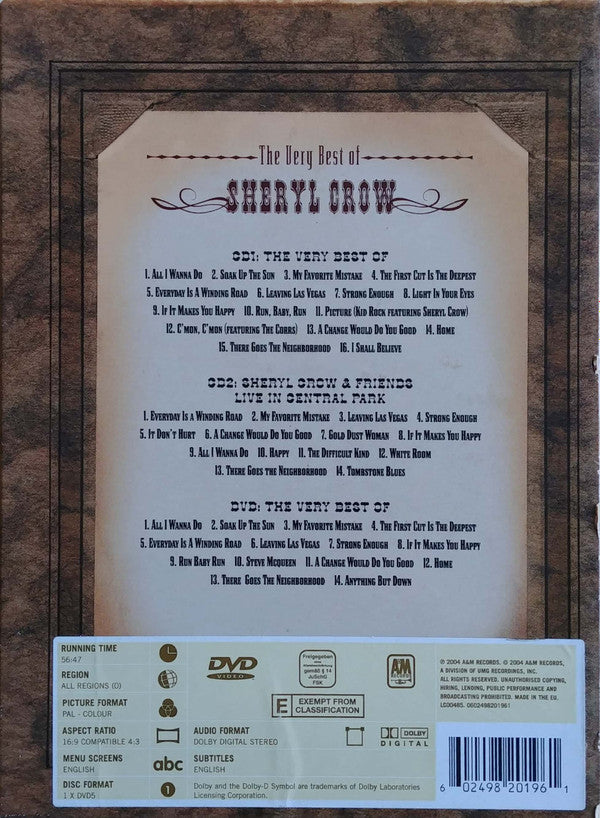 The Very Best of
SHERYL CROW
CD1: THE VERY BEST OF
1. ALL I WANNA DO 2. SOAK UP THE SUN 3. MY FAVORITE MISTAKE 4. THE FIRST CUT IS THE DEEPEST
5. EVERYDAY IS A WINDING ROAD 6. LEAVING LAS VEGAS 7. STRONG ENOUGH 8. LIGHT IN YOUR EYES
9. IF IT MAKES YOU HAPPY 10. RUN, BABY, RUN 11. PICTURE (KID ROCK FEATURING SHERYL CROW)
12. C'MON, C'MON (FEATURING THE CORRS) 13. A CHANGE WOULD DO YOU GOOD 14. HOME
15. THERE GOES THE NEIGHBORHOOD 16. I SHALL BELIEVE
CD2: SHERYL CROW & FRIENDS
LIVE IN CENTRAL PARK
1. EVERYDAY IS A WINDING ROAD 2. MY FAVORITE MISTAKE 3. LEAVING LAS VEGAS 4. STRONG ENOUGH
5. IT DON'T HURT 6. A CHANGE WOULD DO YOU GOOD 7. GOLD DUST WOMAN 8. IF IT MAKES YOU HAPPY
9. ALL I WANNA DO 10. HAPPY 11. THE DIFFICULT KIND 12. WHITE ROOM
13. THERE GOES THE NEIGHBORHOOD 14. TOMBSTONE BLUES
DVD: THE VERY BEST OF
1. ALL I WANNA DO 2. SOAK UP THE SUN 3. MY FAVORITE MISTAKE 4. THE FIRST CUT IS THE DEEPEST
5. EVERYDAY IS A WINDING ROAD 6. LEAVING LAS VEGAS 7. STRONG ENOUGH 8. IF IT MAKES YOU HAPPY
9. RUN BABY RUN 10. STEVE MCQUEEN 11. A CHANGE WOULD DO YOU GOOD 12. HOME
13. THERE GOES THE NEIGHBORHOOD 14. ANYTHING BUT DOWN
RUNNING TIME
56:47
REGION
ALL REGIONS (0)
PICTURE FORMAT
PAL - COLOUR
ASPECT RATIO
16:9 COMPATIBLE 4:3
MENU SCREENS
ENGLISH
DISC FORMAT
1 X DVD5
abc
1
DVD
VIDEO
Freigegeben
gemäß § 14
JuSchG
FSK
A&M
RECORDS
E EXEMPT FROM
CLASSIFICATION
AUDIO FORMAT
DOLBY DIGITAL STEREO
SUBTITLES
ENGLISH
DOLBY
DIGITAL
Dolby and the Dolby-D Symbol are trademarks of Dolby Laboratories
Licensing Corporation.
℗ 2004 A&M RECORDS. © 2004 A&M RECORDS,
A DIVISION OF UMG RECORDINGS, INC.
ALL RIGHTS RESERVED. UNAUTHORISED COPYING,
HIRING, LENDING, PUBLIC PERFORMANCE AND
BROADCASTING PROHIBITED. MADE IN THE EU.
LC00485. 0602498201961
6 02498 20196 1